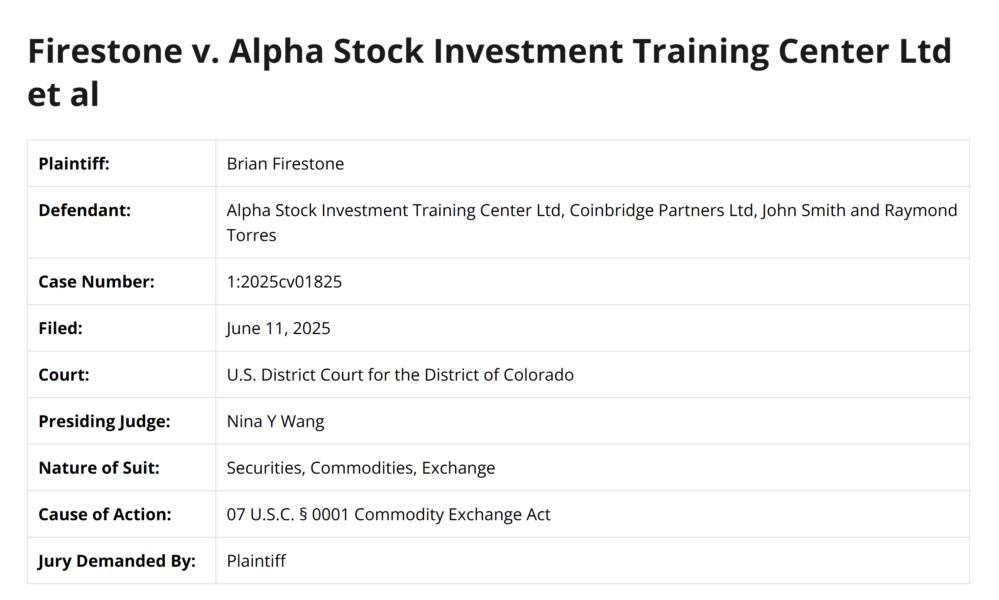 Firestone v. Alpha Stock Investment Training Center Ltd
et al
Plaintiff: Brian Firestone
Defendant: Alpha Stock Investment Training Center Ltd, Coinbridge Partners Ltd, John Smith and Raymond
Torres
Case Number: 1:2025cv01825
Filed: June 11, 2025
Court: U.S. District Court for the District of Colorado
Presiding Judge: Nina Y Wang
Nature of Suit: Securities, Commodities, Exchange
Cause of Action: 07 U.S.C. § 0001 Commodity Exchange Act
Jury Demanded By: Plaintiff